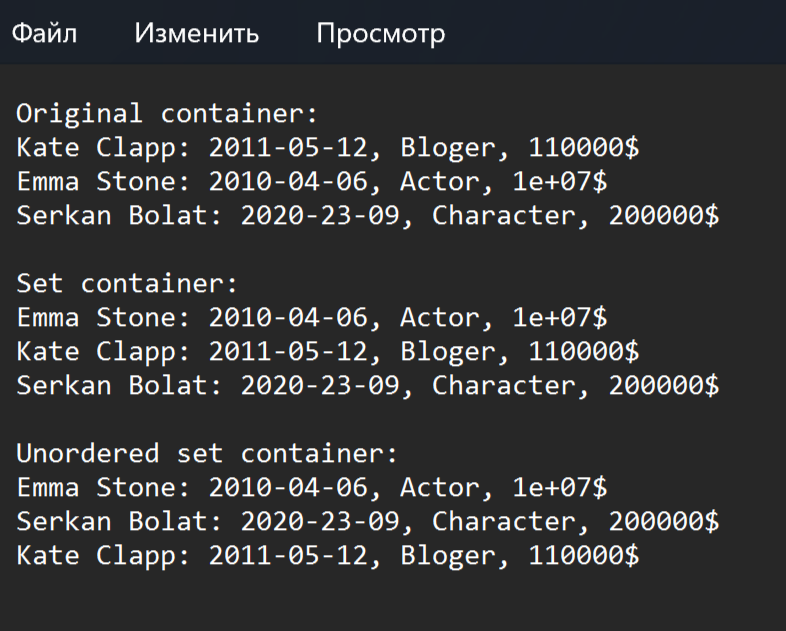 Файл Изменить Просмотр
Original container:
Kate Clapp: 2011-05-12, Bloger, 110000$
Emma Stone: 2010-04-06, Actor, 1e+07$
Serkan Bolat: 2020-23-09, Character, 200000$
Set container:
Emma Stone: 2010-04-06, Actor, 1e+07$
Kate Clapp: 2011-05-12, Bloger, 110000$
Serkan Bolat: 2020-23-09, Character, 200000$
Unordered set container:
Emma Stone: 2010-04-06, Actor, 1e+07$
Serkan Bolat: 2020-23-09, Character, 200000$
Kate Clapp: 2011-05-12, Bloger, 110000$